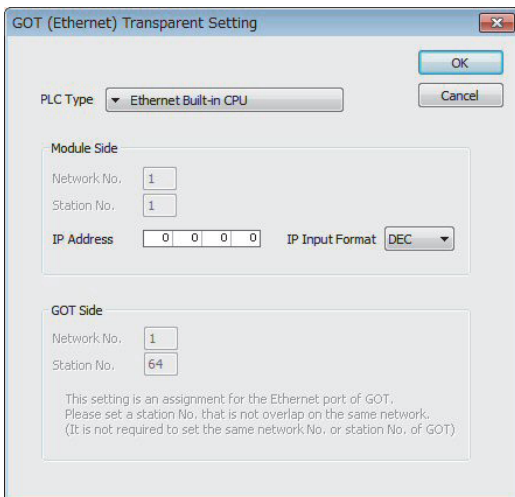 GOT (Ethernet) Transparent Setting
OK
PLC Type Ethernet Built-in CPU
Cancel
Module Side
Network No. 1
Station No. 1
IP Address 0 0 0 0 IP Input Format DEC
GOT Side
Network No. 1
Station No. 64
This setting is an assignment for the Ethernet port of GOT.
Please set a station No. that is not overlap on the same network.
(It is not required to set the same network No. or station No. of GOT)